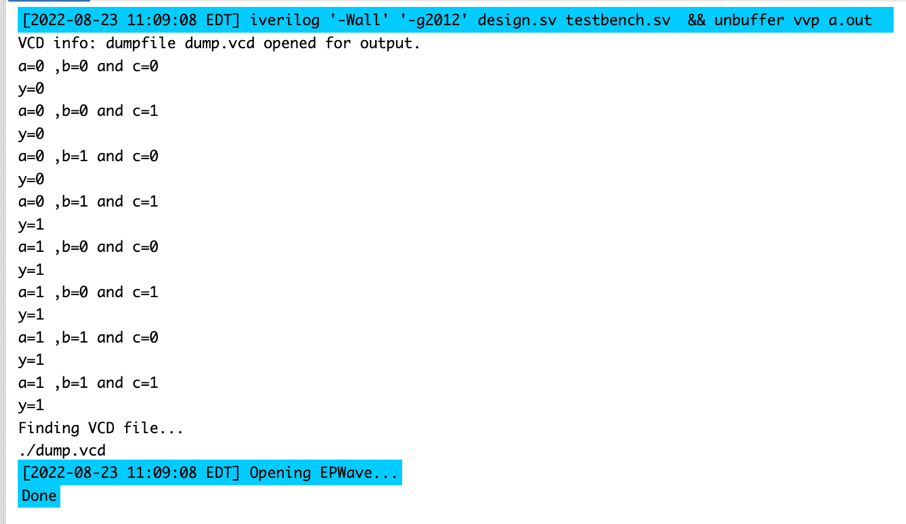 [2022-08-23 11:09:08 EDT] iverilog '-Wall' '-g2012' design.sv testbench.sv  && unbuffer vvp a.out
VCD info: dumpfile dump.vcd opened for output.
a=0 ,b=0 and c=0
y=0
a=0 ,b=0 and c=1
y=0
a=0 ,b=1 and c=0
y=0
a=0 ,b=1 and c=1
y=1
a=1 ,b=0 and c=0
y=1
a=1 ,b=0 and c=1
y=1
a=1 ,b=1 and c=0
y=1
a=1 ,b=1 and c=1
y=1
Finding VCD file...
./dump.vcd
[2022-08-23 11:09:08 EDT] Opening EPWave...
Done